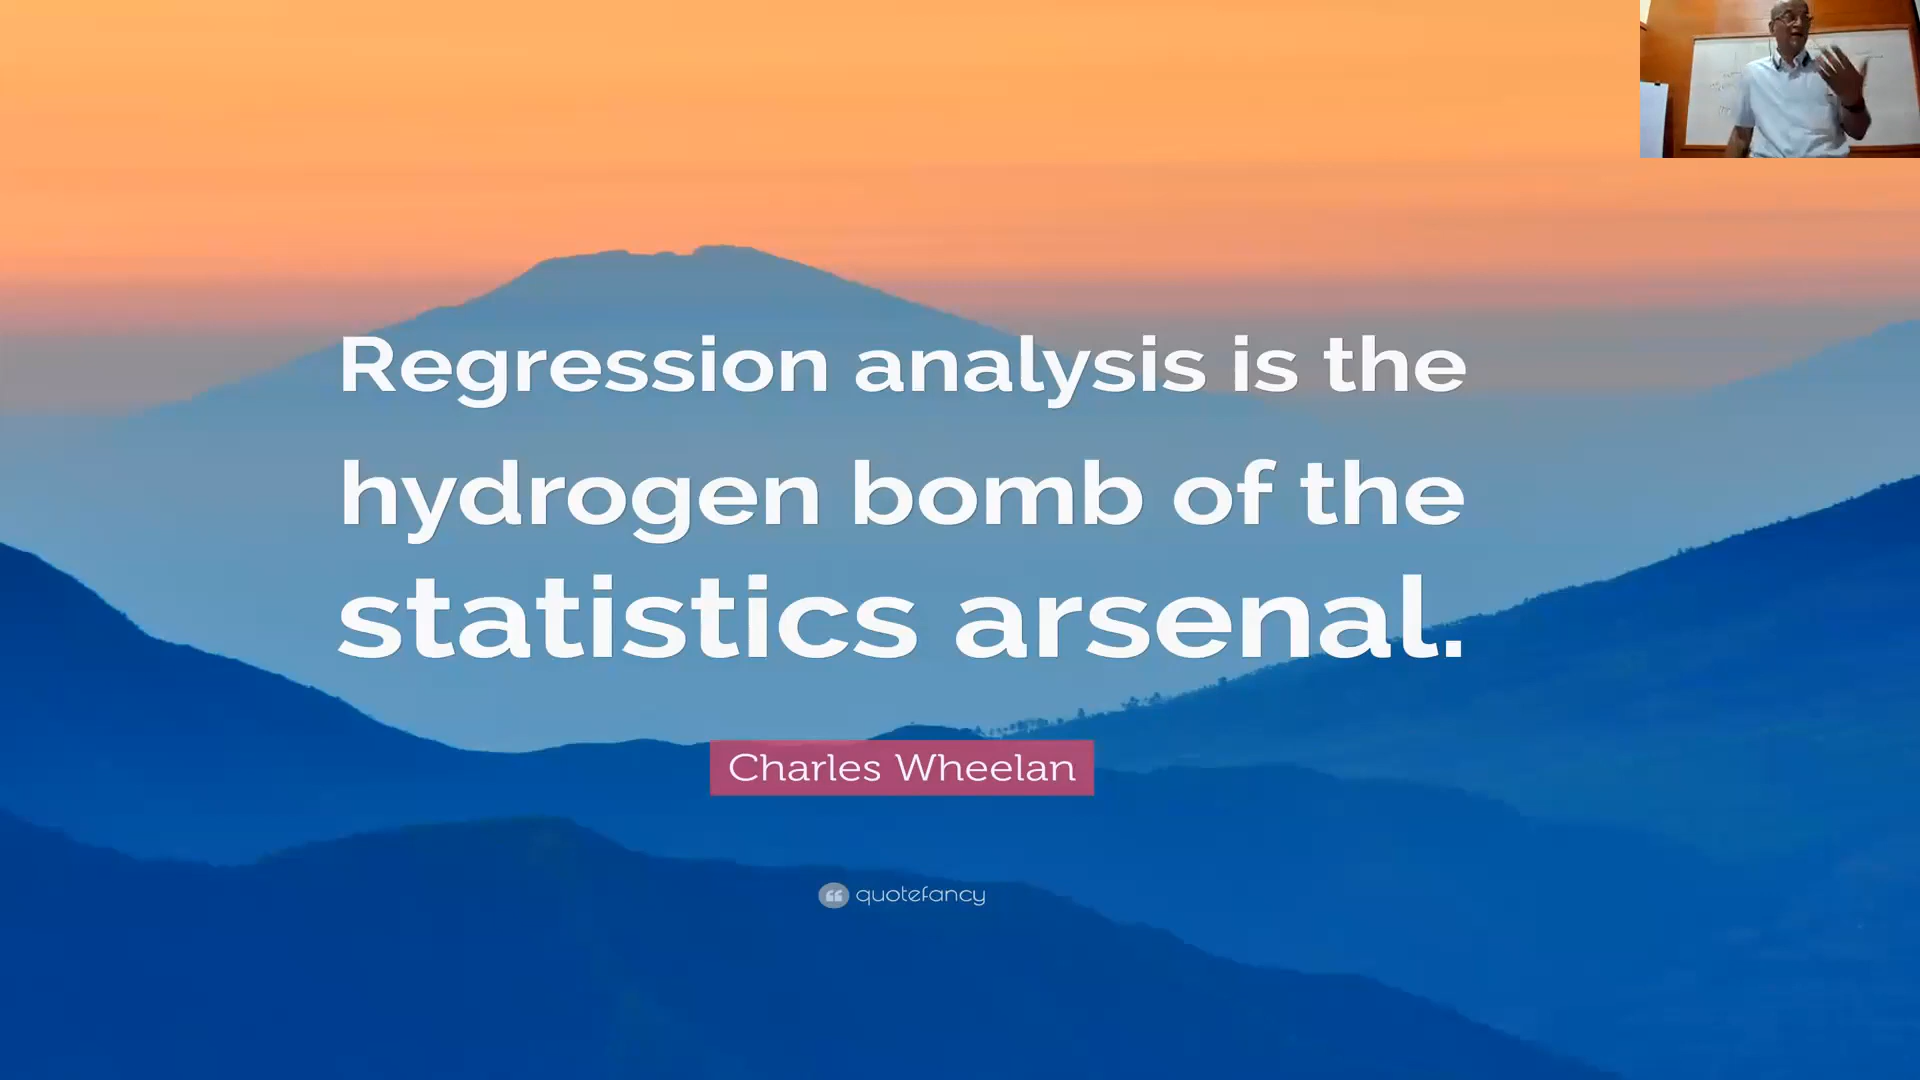 Regression analysis is the
hydrogen bomb of the
statistics arsenal.
Charles Wheelan
quotefancy